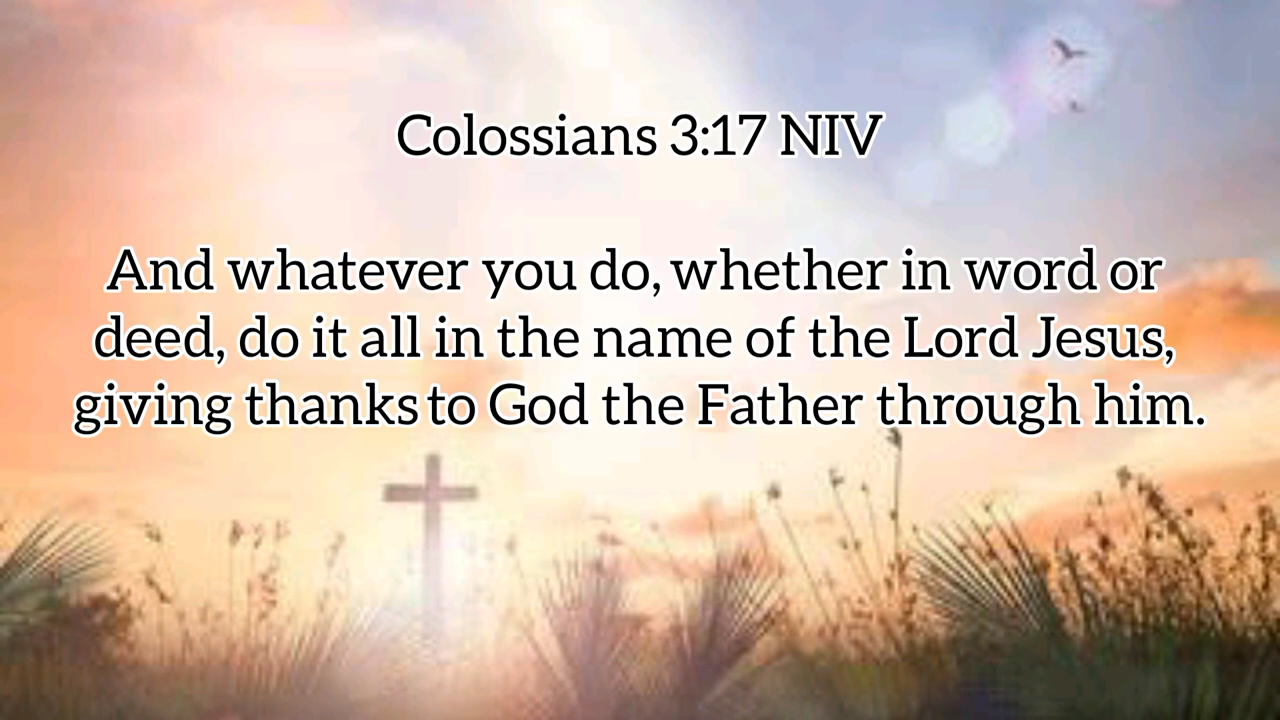 Colossians 3:17 NIV
And whatever you do, whether in word or
deed, do it all in the name of the Lord Jesus,
giving thanks to God the Father through him.